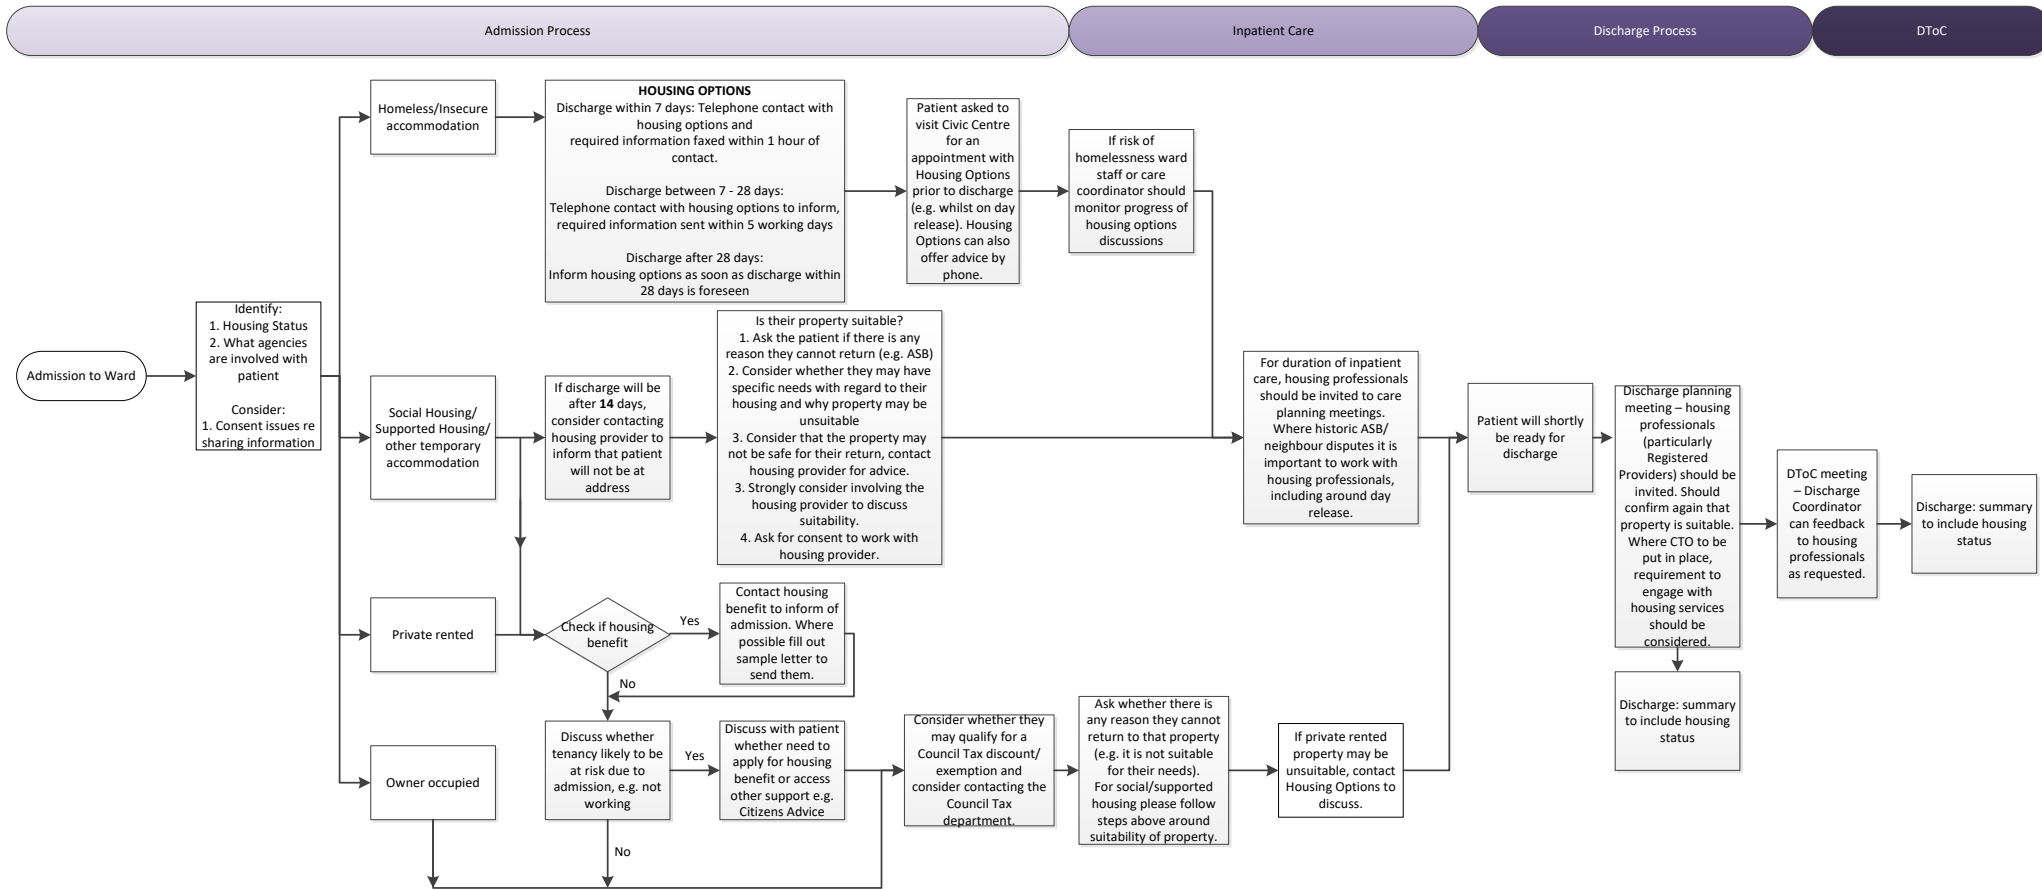 Admission Process
Inpatient Care
Discharge Process
DToC
Admission to Ward
Identify:
1. Housing Status
2. What agencies
are involved with
patient
Consider:
1. Consent issues re
sharing information
Homeless/Insecure
accommodation
HOUSING OPTIONS
Discharge within 7 days: Telephone contact with
housing options and
required information faxed within 1 hour of
contact.
Discharge between 7 - 28 days:
Telephone contact with housing options to inform,
required information sent within 5 working days
Discharge after 28 days:
Inform housing options as soon as discharge within
28 days is foreseen
Patient asked to
visit Civic Centre
for an
appointment with
Housing Options
prior to discharge
(e.g. whilst on day
release). Housing
Options can also
offer advice by
phone.
If risk of
homelessness ward
staff or care
coordinator should
monitor progress of
housing options
discussions
Social Housing/
Supported Housing/
other temporary
accommodation
If discharge will be
after 14 days,
consider contacting
housing provider to
inform that patient
will not be at
address
Is their property suitable?
1. Ask the patient if there is any
reason they cannot return (e.g. ASB)
2. Consider whether they may have
specific needs with regard to their
housing and why property may be
unsuitable
3. Consider that the property may
not be safe for their return, contact
housing provider for advice.
3. Strongly consider involving the
housing provider to discuss
suitability.
4. Ask for consent to work with
housing provider.
For duration of inpatient
care, housing professionals
should be invited to care
planning meetings.
Where historic ASB/
neighbour disputes it is
important to work with
housing professionals,
including around day
release.
Patient will shortly
be ready for
discharge
Discharge planning
meeting – housing
professionals
(particularly
Registered
Providers) should be
invited. Should
confirm again that
property is suitable.
Where CTO to be
put in place,
requirement to
engage with
housing services
should be
considered.
DToC meeting
– Discharge
Coordinator
can feedback
to housing
professionals
as requested.
Discharge: summary
to include housing
status
Discharge: summary
to include housing
status
Private rented
Check if housing
benefit
Yes
Contact housing
benefit to inform of
admission. Where
possible fill out
sample letter to
send them.
No
Owner occupied
Discuss whether
tenancy likely to be
at risk due to
admission, e.g. not
working
Yes
Discuss with patient
whether need to
apply for housing
benefit or access
other support e.g.
Citizens Advice
No
Consider whether they
may qualify for a
Council Tax discount/
exemption and
consider contacting the
Council Tax
department.
Ask whether there is
any reason they cannot
return to that property
(e.g. it is not suitable
for their needs).
For social/supported
housing please follow
steps above around
suitability of property.
If private rented
property may be
unsuitable, contact
Housing Options to
discuss.